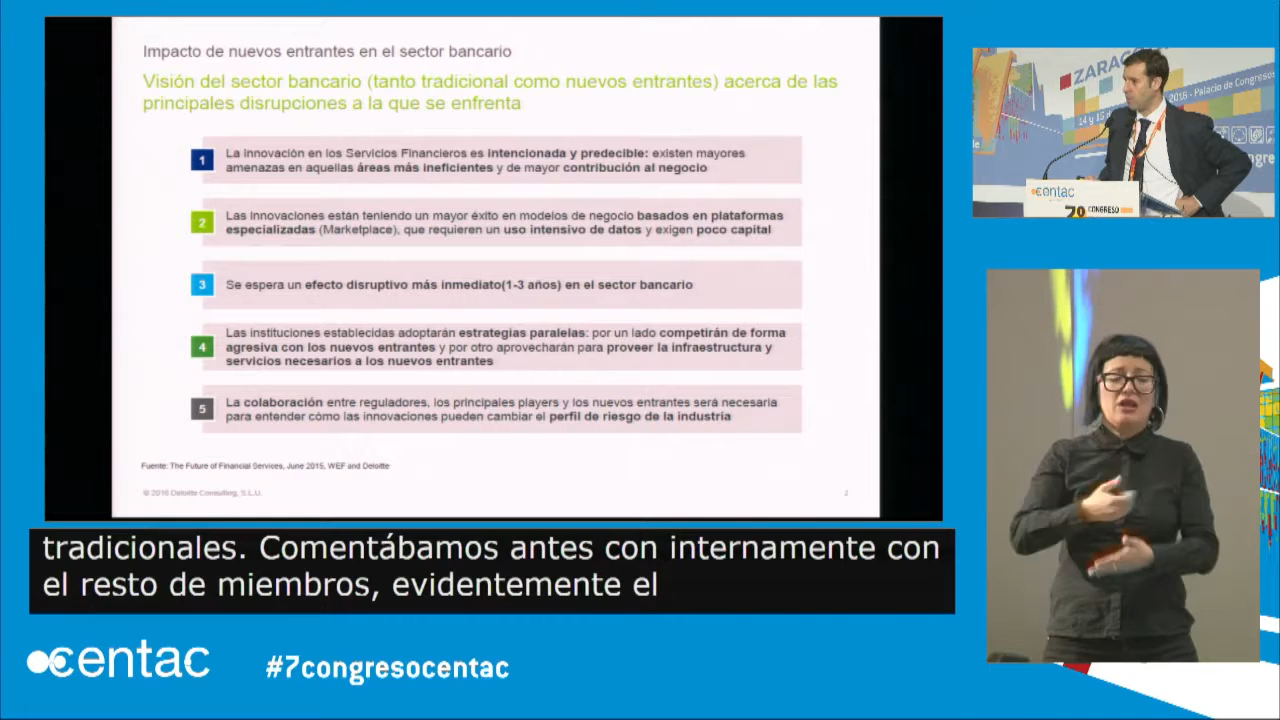 Impacto de nuevos entrantes en el sector bancario
Visión del sector bancario (tanto tradicional como nuevos entrantes) acerca de las
principales disrupciones a la que se enfrenta
1
La innovación en los Servicios Financieros es intencionada y predecible: existen mayores
amenazas en aquellas áreas más ineficientes y de mayor contribución al negocio
2
Las innovaciones están teniendo un mayor éxito en modelos de negocio basados en plataformas
especializadas (Marketplace), que requieren un uso intensivo de datos y exigen poco capital
3
Se espera un efecto disruptivo más inmediato(1-3 años) en el sector bancario
4
Las instituciones establecidas adoptarán estrategias paralelas: por un lado competirán de forma
agresiva con los nuevos entrantes y por otro aprovecharán para proveer la infraestructura y
servicios necesarios a los nuevos entrantes
5
La colaboración entre reguladores, los principales players y los nuevos entrantes será necesaria
para entender cómo las innovaciones pueden cambiar el perfil de riesgo de la industria
Fuente: The Future of Financial Services, June 2015, WEF and Deloitte
© 2016 Deloitte Consulting, S.L.U.
2
ZARAG
2016 - Palacio de Congresos
14 y 15 d
centac
7º CONGRESO
tradicionales. Comentábamos antes con internamente con
el resto de miembros, evidentemente el
centac
#7congresocentac